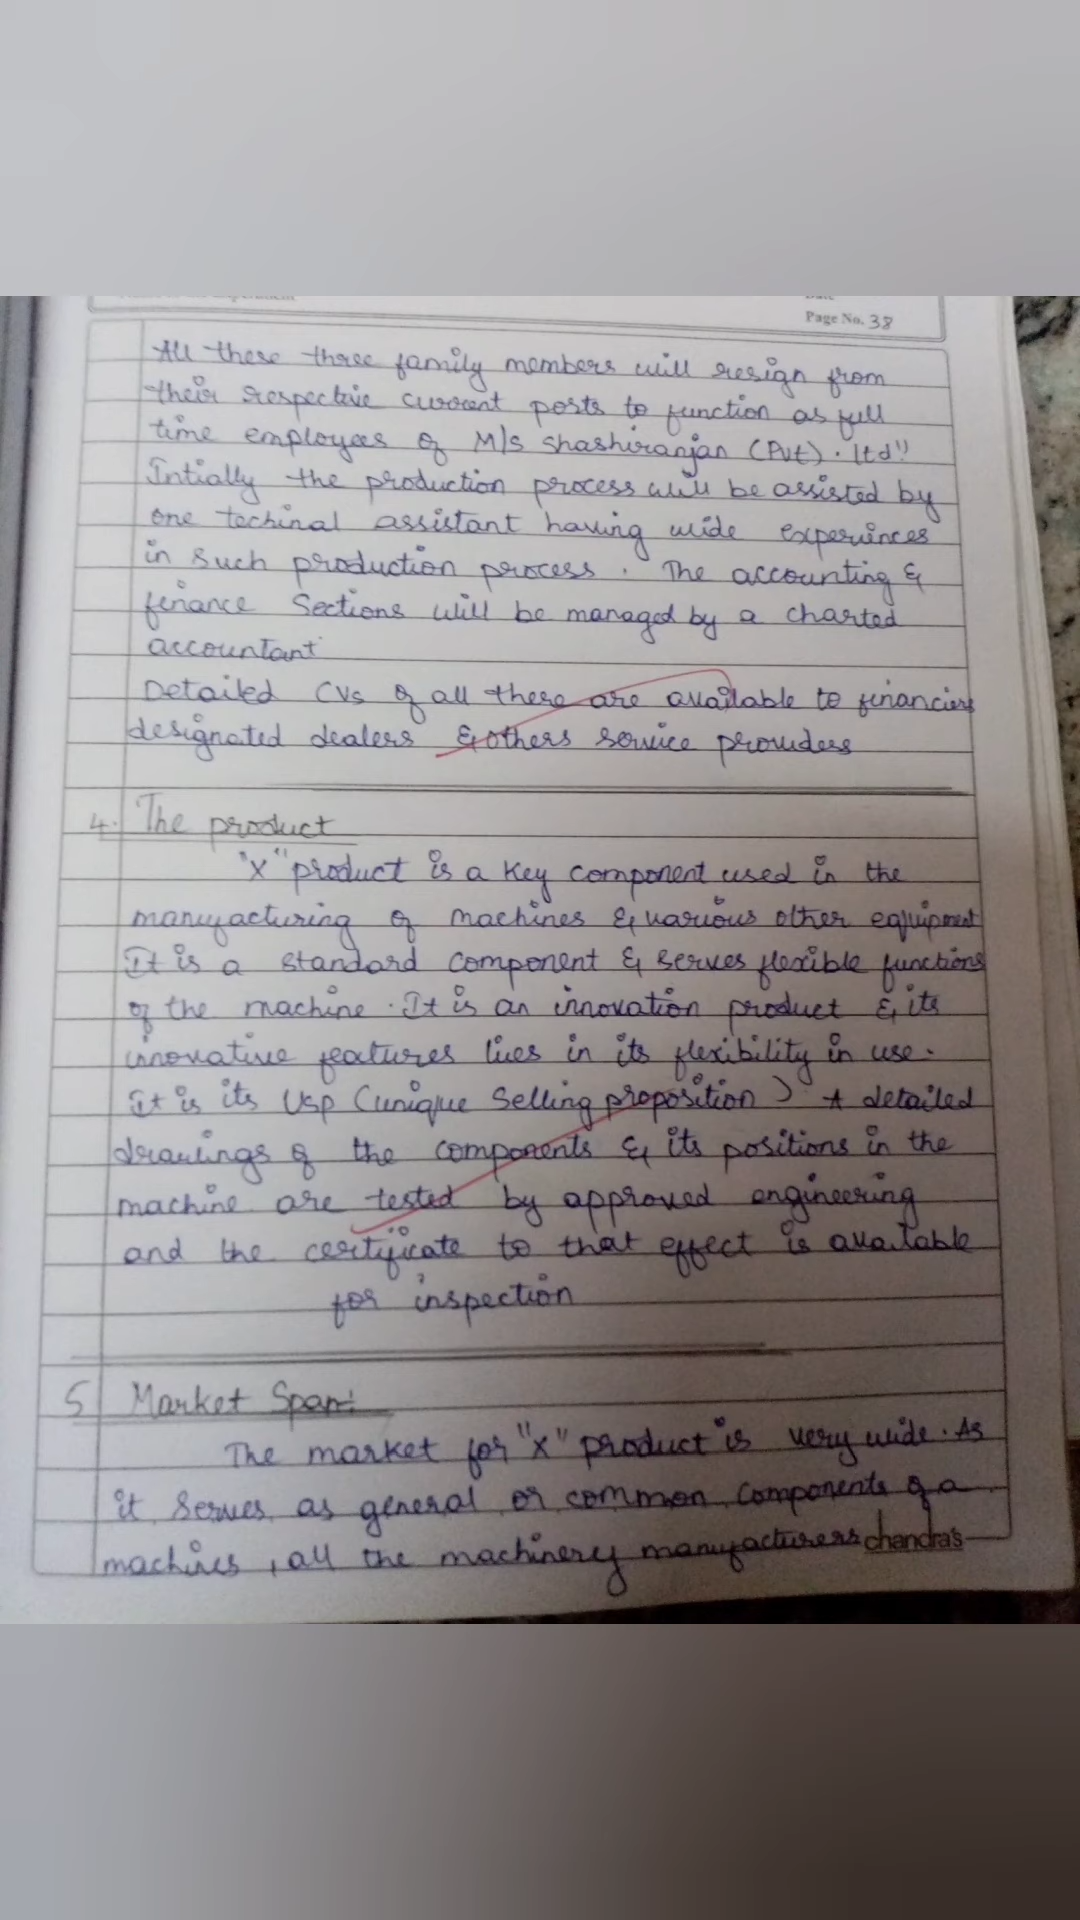 Page No. 38
All these three family members will resign from
their respective current posts to function as full
time employees of M/s Shashiranjan (Pvt). ltd"
Intially the production process will be assisted by
one techinal assistant having wide experiences
in such production process. The accounting &
finance Sections will be managed by a charted
accountant
Detailed CVs of all these are available to financiers
designated dealers & others service providers
4. The product
"X" product is a key component used in the
manufacturing of machines & various other equipment
It is a standard component & serves flexible functions
of the machine. It is an innovation product & its
innovative features lies in its flexibility in use.
It is its Usp (unique Selling proposition) A detailed
drawings of the components & its positions in the
machine are tested by approved engineering
and the certificate to that effect is available
for inspection
5 Market Span:
The market for "X" product is very wide. As
it serves as general or common components of a
machines, all the machinery manufacturers
chandra's